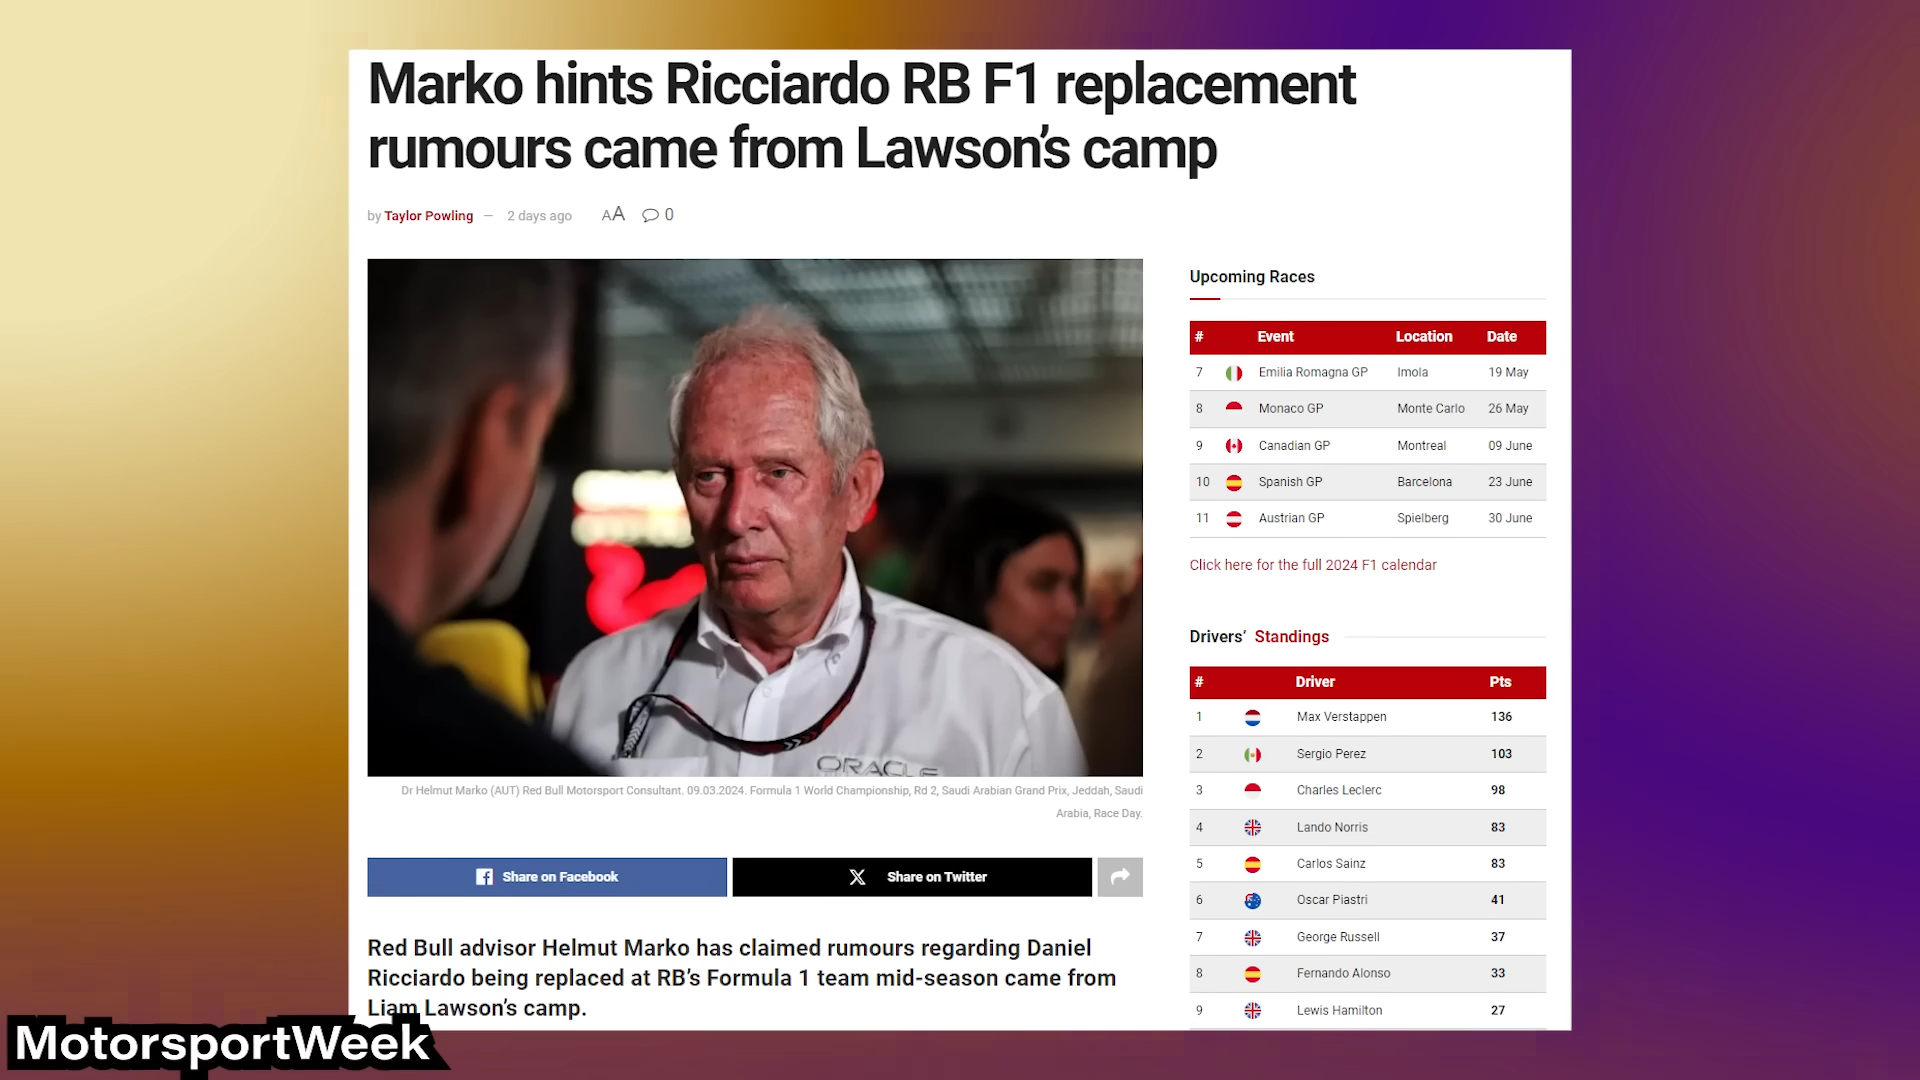 Marko hints Ricciardo RB F1 replacement
rumours came from Lawson's camp
by Taylor Powling — 2 days ago AA 0
ORACLE
Dr Helmut Marko (AUT) Red Bull Motorsport Consultant. 09.03.2024. Formula 1 World Championship, Rd 2, Saudi Arabian Grand Prix, Jeddah, Saudi
Arabia, Race Day.
Share on Facebook
Share on Twitter
Red Bull advisor Helmut Marko has claimed rumours regarding Daniel
Ricciardo being replaced at RB's Formula 1 team mid-season came from
Liam Lawson's camp.
Upcoming Races
# Event Location Date
7 Emilia Romagna GP Imola 19 May
8 Monaco GP Monte Carlo 26 May
9 Canadian GP Montreal 09 June
10 Spanish GP Barcelona 23 June
11 Austrian GP Spielberg 30 June
Click here for the full 2024 F1 calendar
Drivers' Standings
# Driver Pts
1 Max Verstappen 136
2 Sergio Perez 103
3 Charles Leclerc 98
4 Lando Norris 83
5 Carlos Sainz 83
6 Oscar Piastri 41
7 George Russell 37
8 Fernando Alonso 33
9 Lewis Hamilton 27
MotorsportWeek